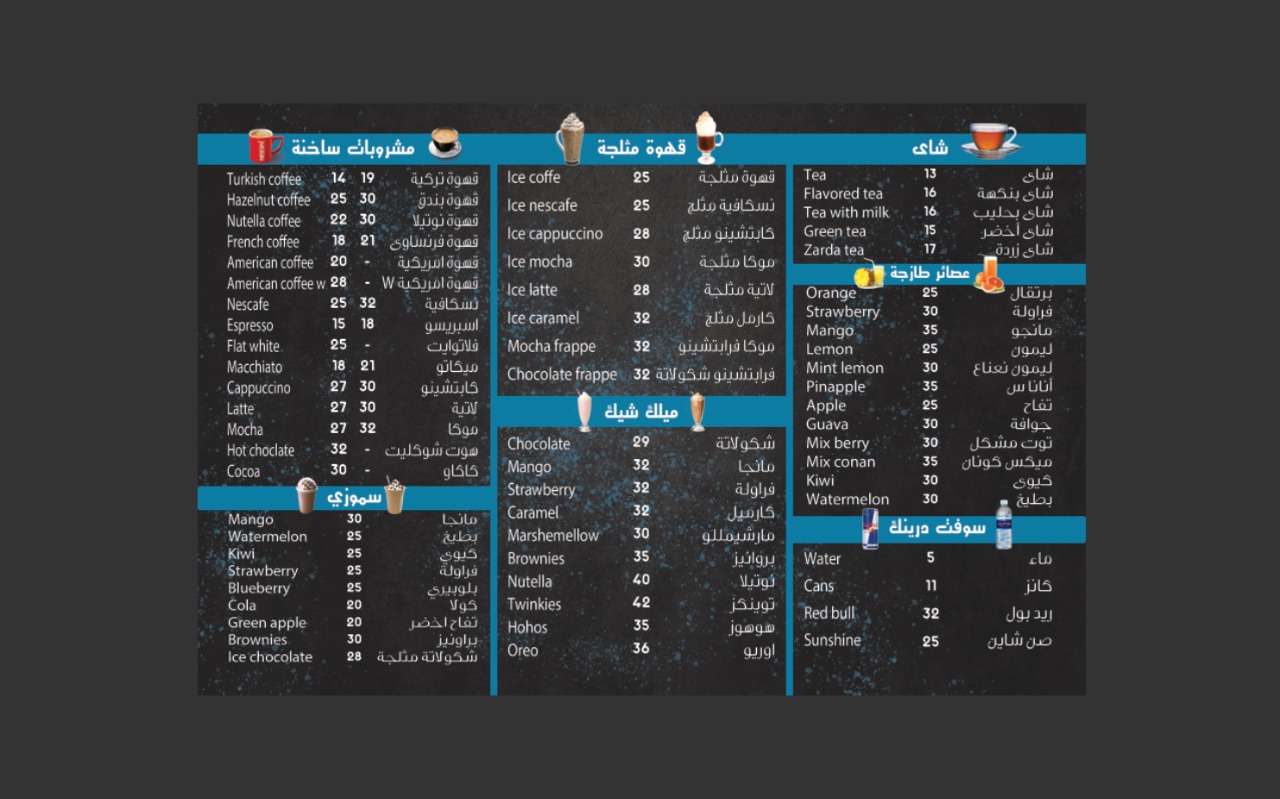 مشروبات ساخنة
Turkish coffee 14 19 قهوة تركية
Hazelnut coffee 25 30 قهوة بندق
Nutella coffee 22 30 قهوة نوتيلا
French coffee 18 21 قهوة فرنساوى
American coffee 20 - قهوة امريكية
American coffee w 28 - قهوة امريكية W
Nescafe 25 32 نسكافية
Espresso 15 18 اسبريسو
Flat white 25 - فلاتوايت
Macchiato 18 21 ميكاتو
Cappuccino 27 30 كابتشينو
Latte 27 30 لاتية
Mocha 27 32 موكا
Hot choclate 32 - هوت شوكليت
Cocoa 30 - كاكاو
سموزي
Mango 30 مانجا
Watermelon 25 بطيخ
Kiwi 25 كيوي
Strawberry 25 فراولة
Blueberry 25 بلوبيري
Cola 20 كولا
Green apple 20 تفاح اخضر
Brownies 30 براونيز
Ice chocolate 28 شكولاتة مثلجة
قهوة مثلجة
Ice coffe 25 قهوة مثلجة
Ice nescafe 25 نسكافية مثلج
Ice cappuccino 28 كابتشينو مثلج
Ice mocha 30 موكا مثلجة
Ice latte 28 لاتية مثلجة
Ice caramel 32 كارمل مثلج
Mocha frappe 32 موكا فرابتشينو
Chocolate frappe 32 فرابتشينو شكولاتة
ميلك شيك
Chocolate 29 شكولاتة
Mango 32 مانجا
Strawberry 32 فراولة
Caramel 32 كارميل
Marshemellow 30 مارشيمللو
Brownies 35 بروانيز
Nutella 40 نوتيلا
Twinkies 42 توينكز
Hohos 35 هوهوز
Oreo 36 اوريو
شاى
Tea 13 شاى
Flavored tea 16 شاى بنكهة
Tea with milk 16 شاى بحليب
Green tea 15 شاى أخضر
Zarda tea 17 شاى زردة
عصائر طازجة
Orange 25 برتقال
Strawberry 30 فراولة
Mango 35 مانجو
Lemon 25 ليمون
Mint lemon 30 ليمون نعناع
Pinapple 35 أناناس
Apple 25 تفاح
Guava 30 جوافة
Mix berry 30 توت مشكل
Mix conan 35 ميكس كونان
Kiwi 30 كيوى
Watermelon 30 بطيخ
سوفت درينك
Water 5 ماء
Cans 11 كانز
Red bull 32 ريد بول
Sunshine 25 صن شاين